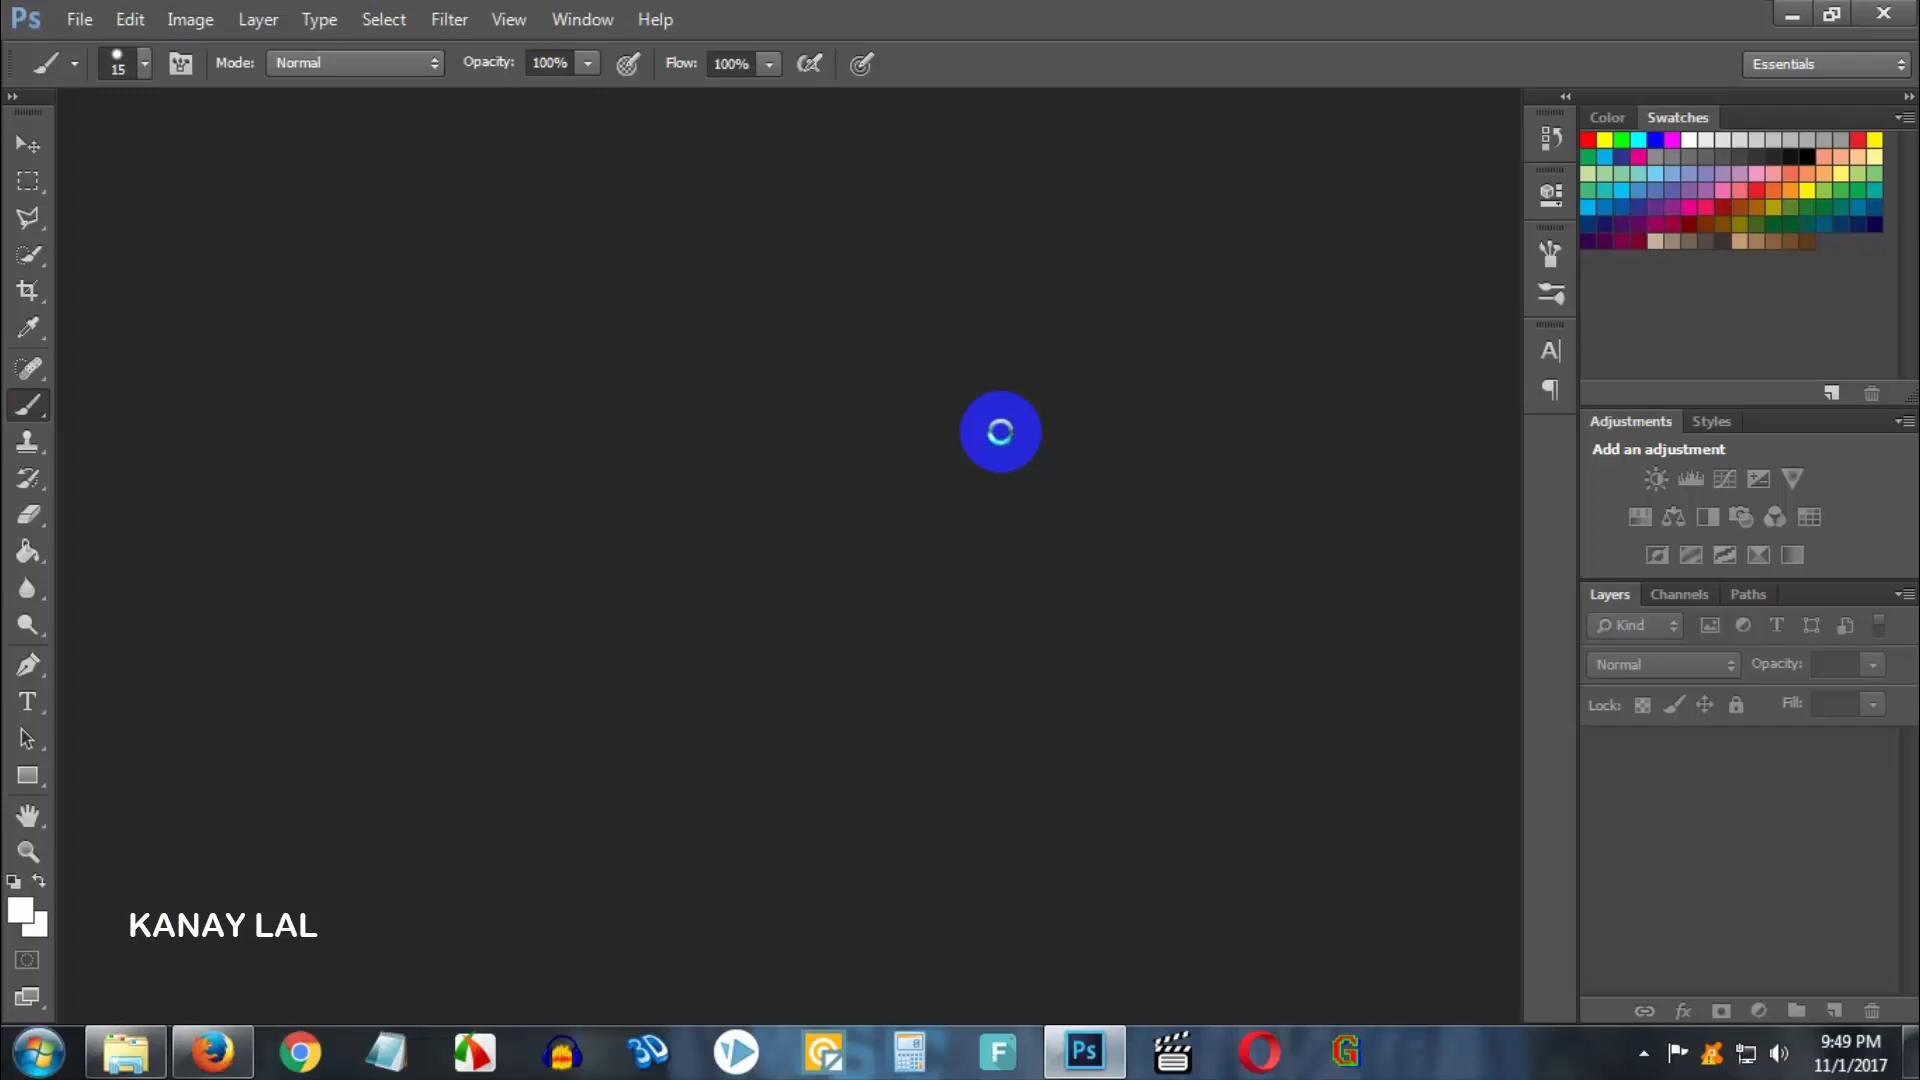 Ps File Edit Image Layer Type Select Filter View Window Help
15 Mode: Normal Opacity: 100% Flow: 100% Essentials
Color Swatches
Adjustments Styles
Add an adjustment
Layers Channels Paths
Kind
Normal Opacity:
Lock: Fill:
KANAY LAL
3D F Ps G
9:49 PM
11/1/2017